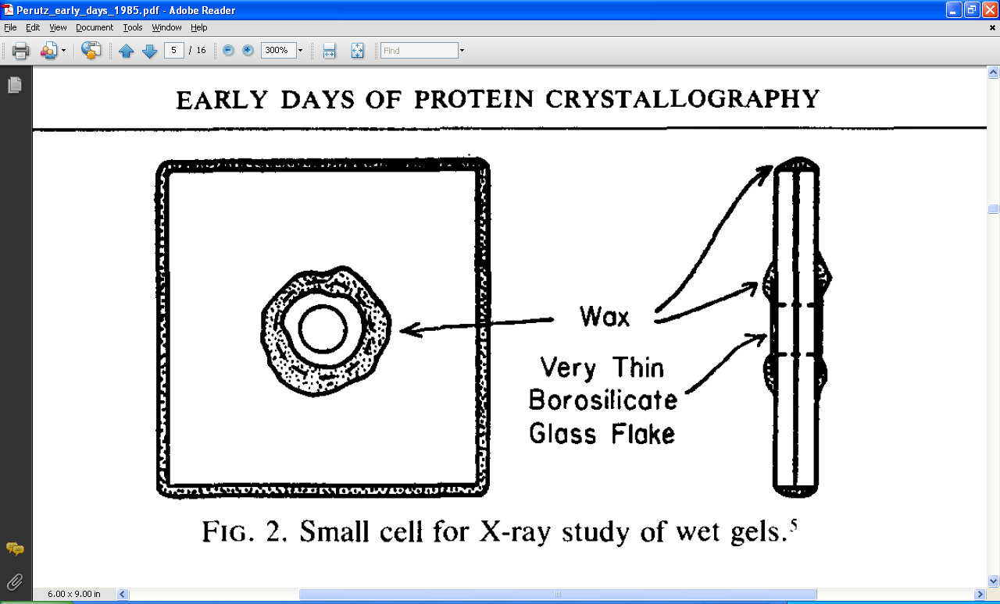 Perutz_early_days_1985.pdf - Adobe Reader
File Edit View Document Tools Window Help
5 / 16 300% Find
EARLY DAYS OF PROTEIN CRYSTALLOGRAPHY
Wax
Very Thin
Borosilicate
Glass Flake
FIG. 2. Small cell for X-ray study of wet gels.⁵
6.00 x 9.00 in